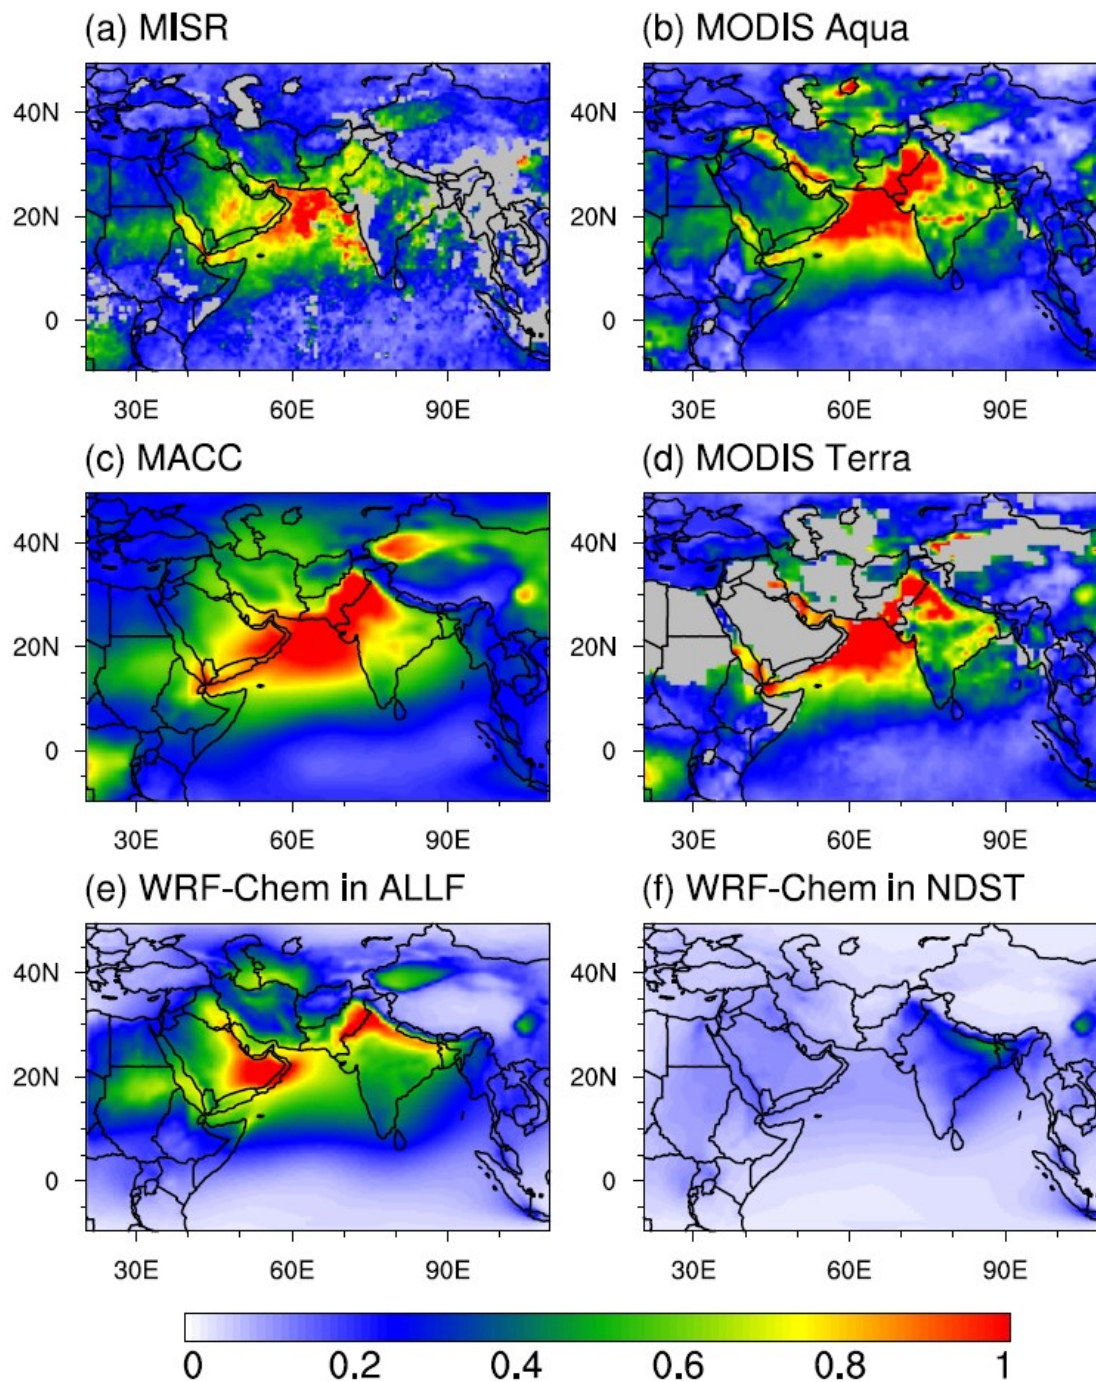 (a) MISR
(b) MODIS Aqua
40N
20N
0
30E 60E 90E
40N
20N
0
30E 60E 90E
(c) MACC
(d) MODIS Terra
40N
20N
0
30E 60E 90E
40N
20N
0
30E 60E 90E
(e) WRF-Chem in ALLF
(f) WRF-Chem in NDST
40N
20N
0
30E 60E 90E
40N
20N
0
30E 60E 90E
0 0.2 0.4 0.6 0.8 1